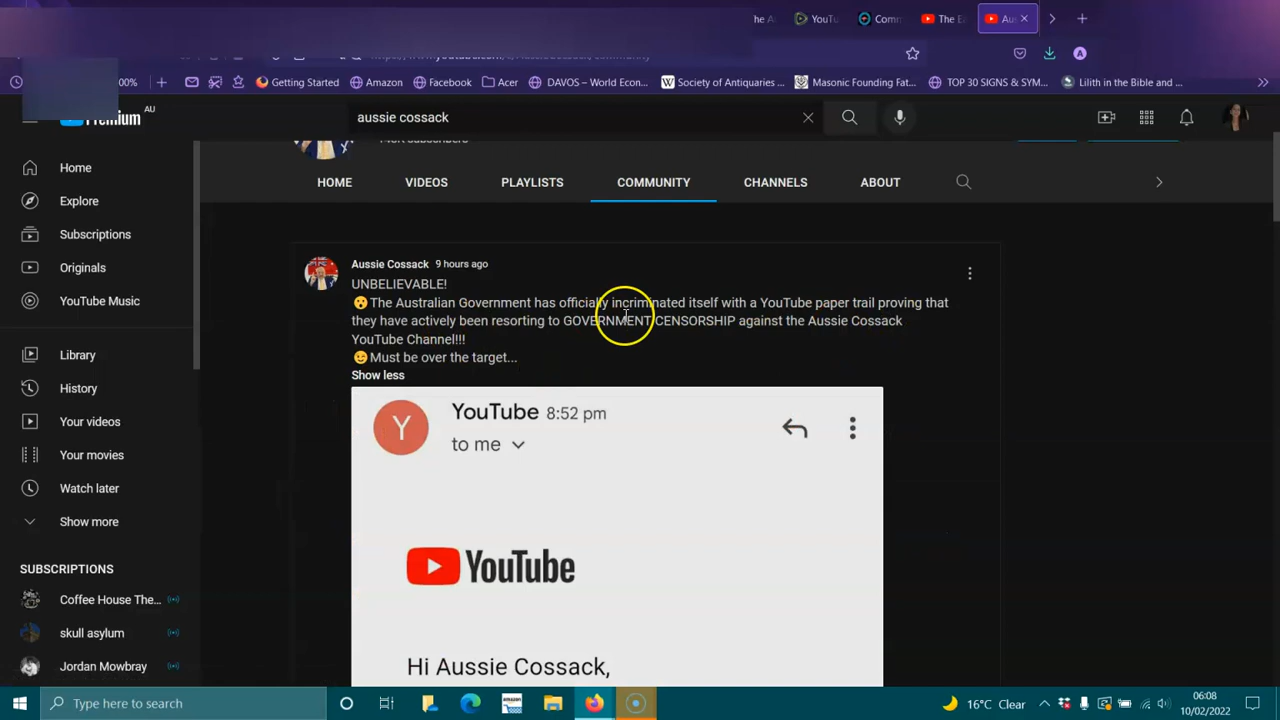 YouTu
Comm
The E
Aus
00%
Getting Started
Amazon
Facebook
Acer
DAVOS – World Econ...
Society of Antiquaries ...
Masonic Founding Fat...
TOP 30 SIGNS & SYM...
Lilith in the Bible and ...
Premium
AU
aussie cossack
HOME
VIDEOS
PLAYLISTS
COMMUNITY
CHANNELS
ABOUT
Home
Explore
Subscriptions
Originals
YouTube Music
Library
History
Your videos
Your movies
Watch later
Show more
SUBSCRIPTIONS
Coffee House The...
skull asylum
Jordan Mowbray
Aussie Cossack 9 hours ago
UNBELIEVABLE!
😮The Australian Government has officially incriminated itself with a YouTube paper trail proving that
they have actively been resorting to GOVERNMENT CENSORSHIP against the Aussie Cossack
YouTube Channel!!!
😉Must be over the target...
Show less
Y
YouTube 8:52 pm
to me
YouTube
Hi Aussie Cossack,
Type here to search
16°C Clear
06:08
10/02/2022